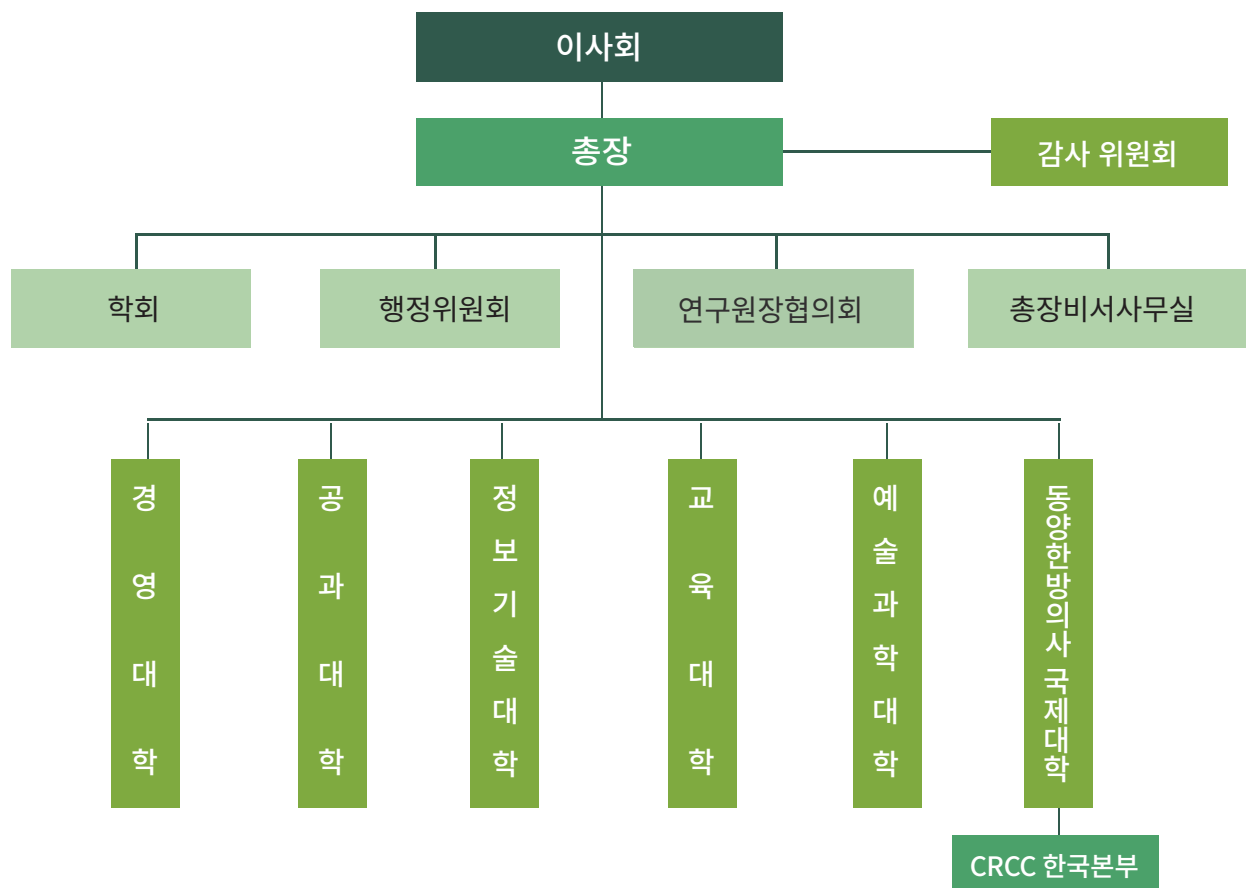 이사회
총장
감사 위원회
학회
행정위원회
연구원장협의회
총장비서사무실
경영대학
공과대학
정보기술대학
교육대학
예술과학대학
동양한방의사 국제대학
CRCC 한국본부